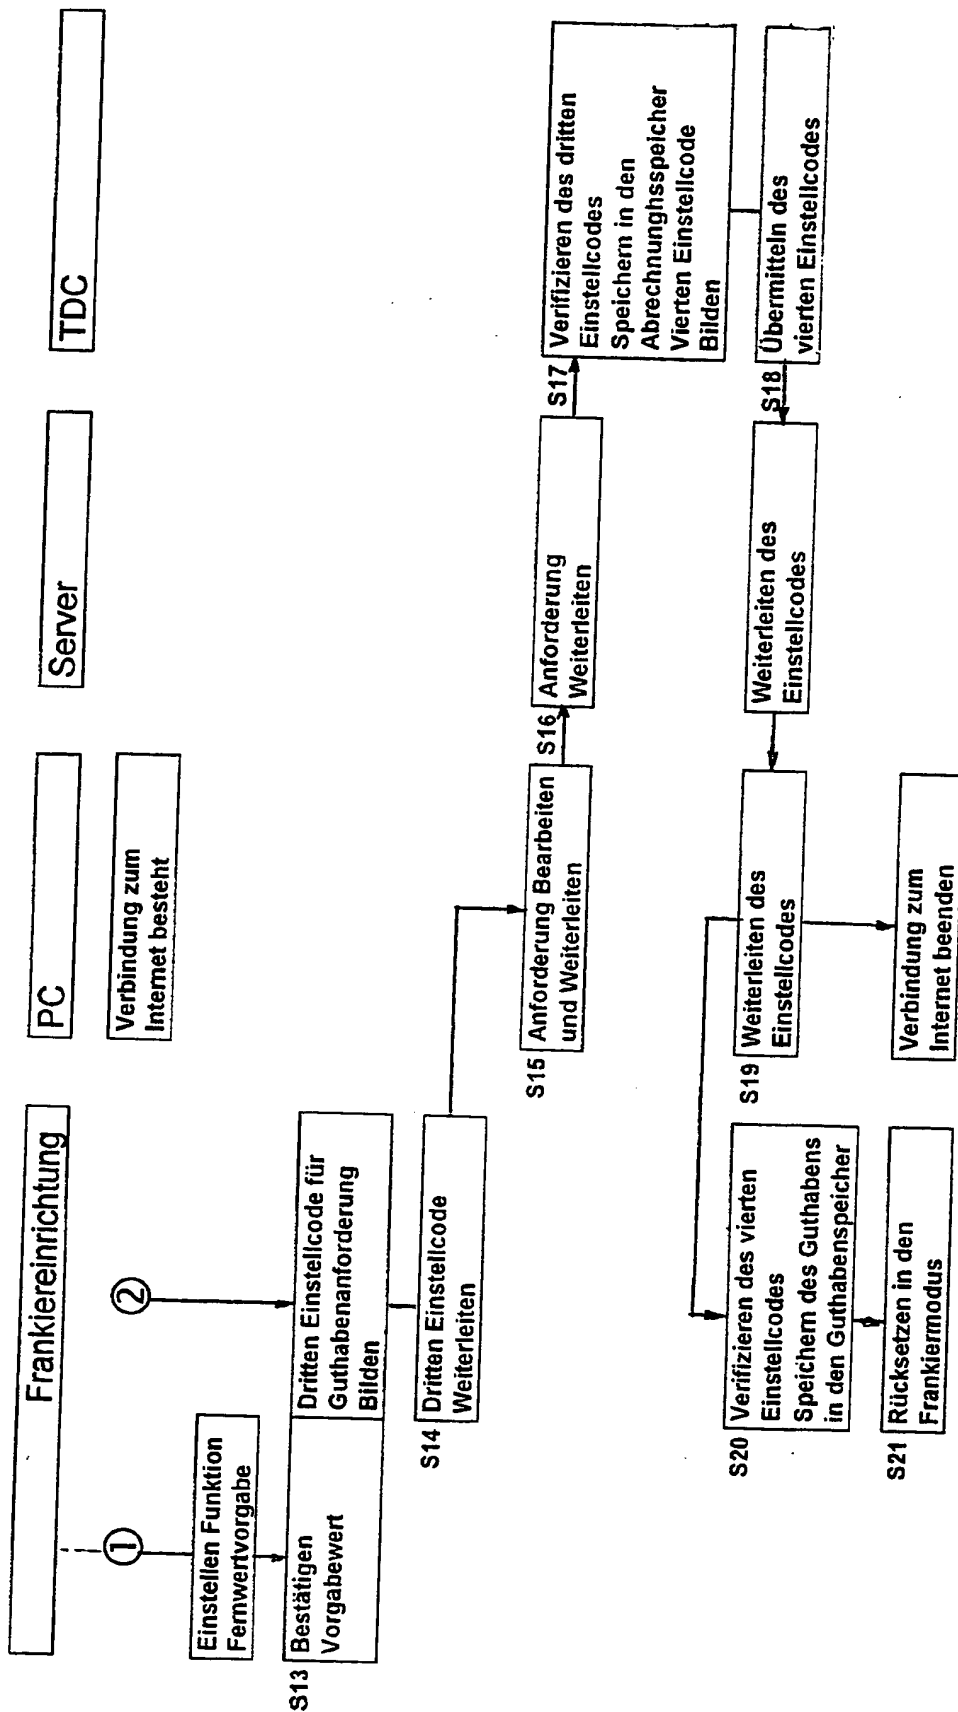 Frankiereinrichtung
PC
Server
TDC
Verbindung zum
Internet besteht
①
②
Einstellen Funktion
Fernwertvorgabe
S13
Bestätigen
Vorgabewert
Dritten Einstellcode für
Guthabenanforderung
Bilden
S14
Dritten Einstellcode
Weiterleiten
S15
Anforderung Bearbeiten
und Weiterleiten
S16
Anforderung
Weiterleiten
S17
Verifizieren des dritten
Einstellcodes
Speichern in den
Abrechnunghsspeicher
Vierten Einstellcode
Bilden
S18
Übermitteln des
vierten Einstellcodes
Weiterleiten des
Einstellcodes
S19
Weiterleiten des
Einstellcodes
S20
Verifizieren des vierten
Einstellcodes
Speichern des Guthabens
in den Guthabenspeicher
Verbindung zum
Internet beenden
S21
Rücksetzen in den
Frankiermodus